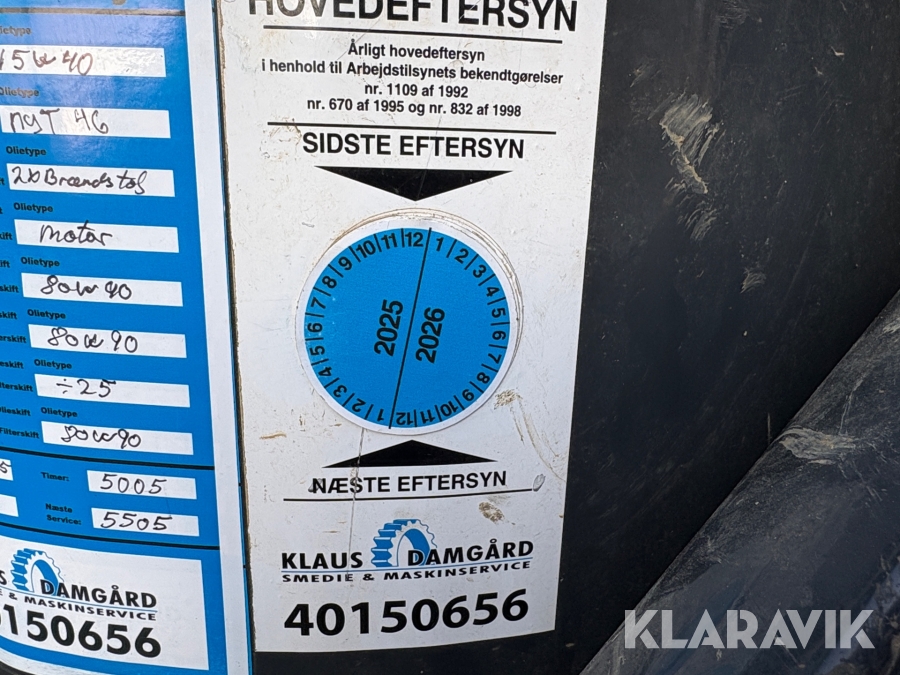 HOVEDEFTERSYN
Årligt hovedeftersyn
i henhold til Arbejdstilsynets bekendtgørelser
nr. 1109 af 1992
nr. 670 af 1995 og nr. 832 af 1998
SIDSTE EFTERSYN
7 8 9 10 11 12 1 2 3 4 5 6 7 8 9 10 11 12 1 2 3 4 5 6
2025
2026
NÆSTE EFTERSYN
KLAUS DAMGÅRD
SMEDIE & MASKINSERVICE
40150656
Olietype
15w40
Olietype
Olietype
2x Brændstof
Olietype
motor
Olietype
80w90
Olietype
80w90
Olietype
÷25
Olietype
Filterskift
80w90
Timer: 5005
Næste
Service: 5505
DAMGÅRD
& MASKINSERVICE
150656
KLARAVIK